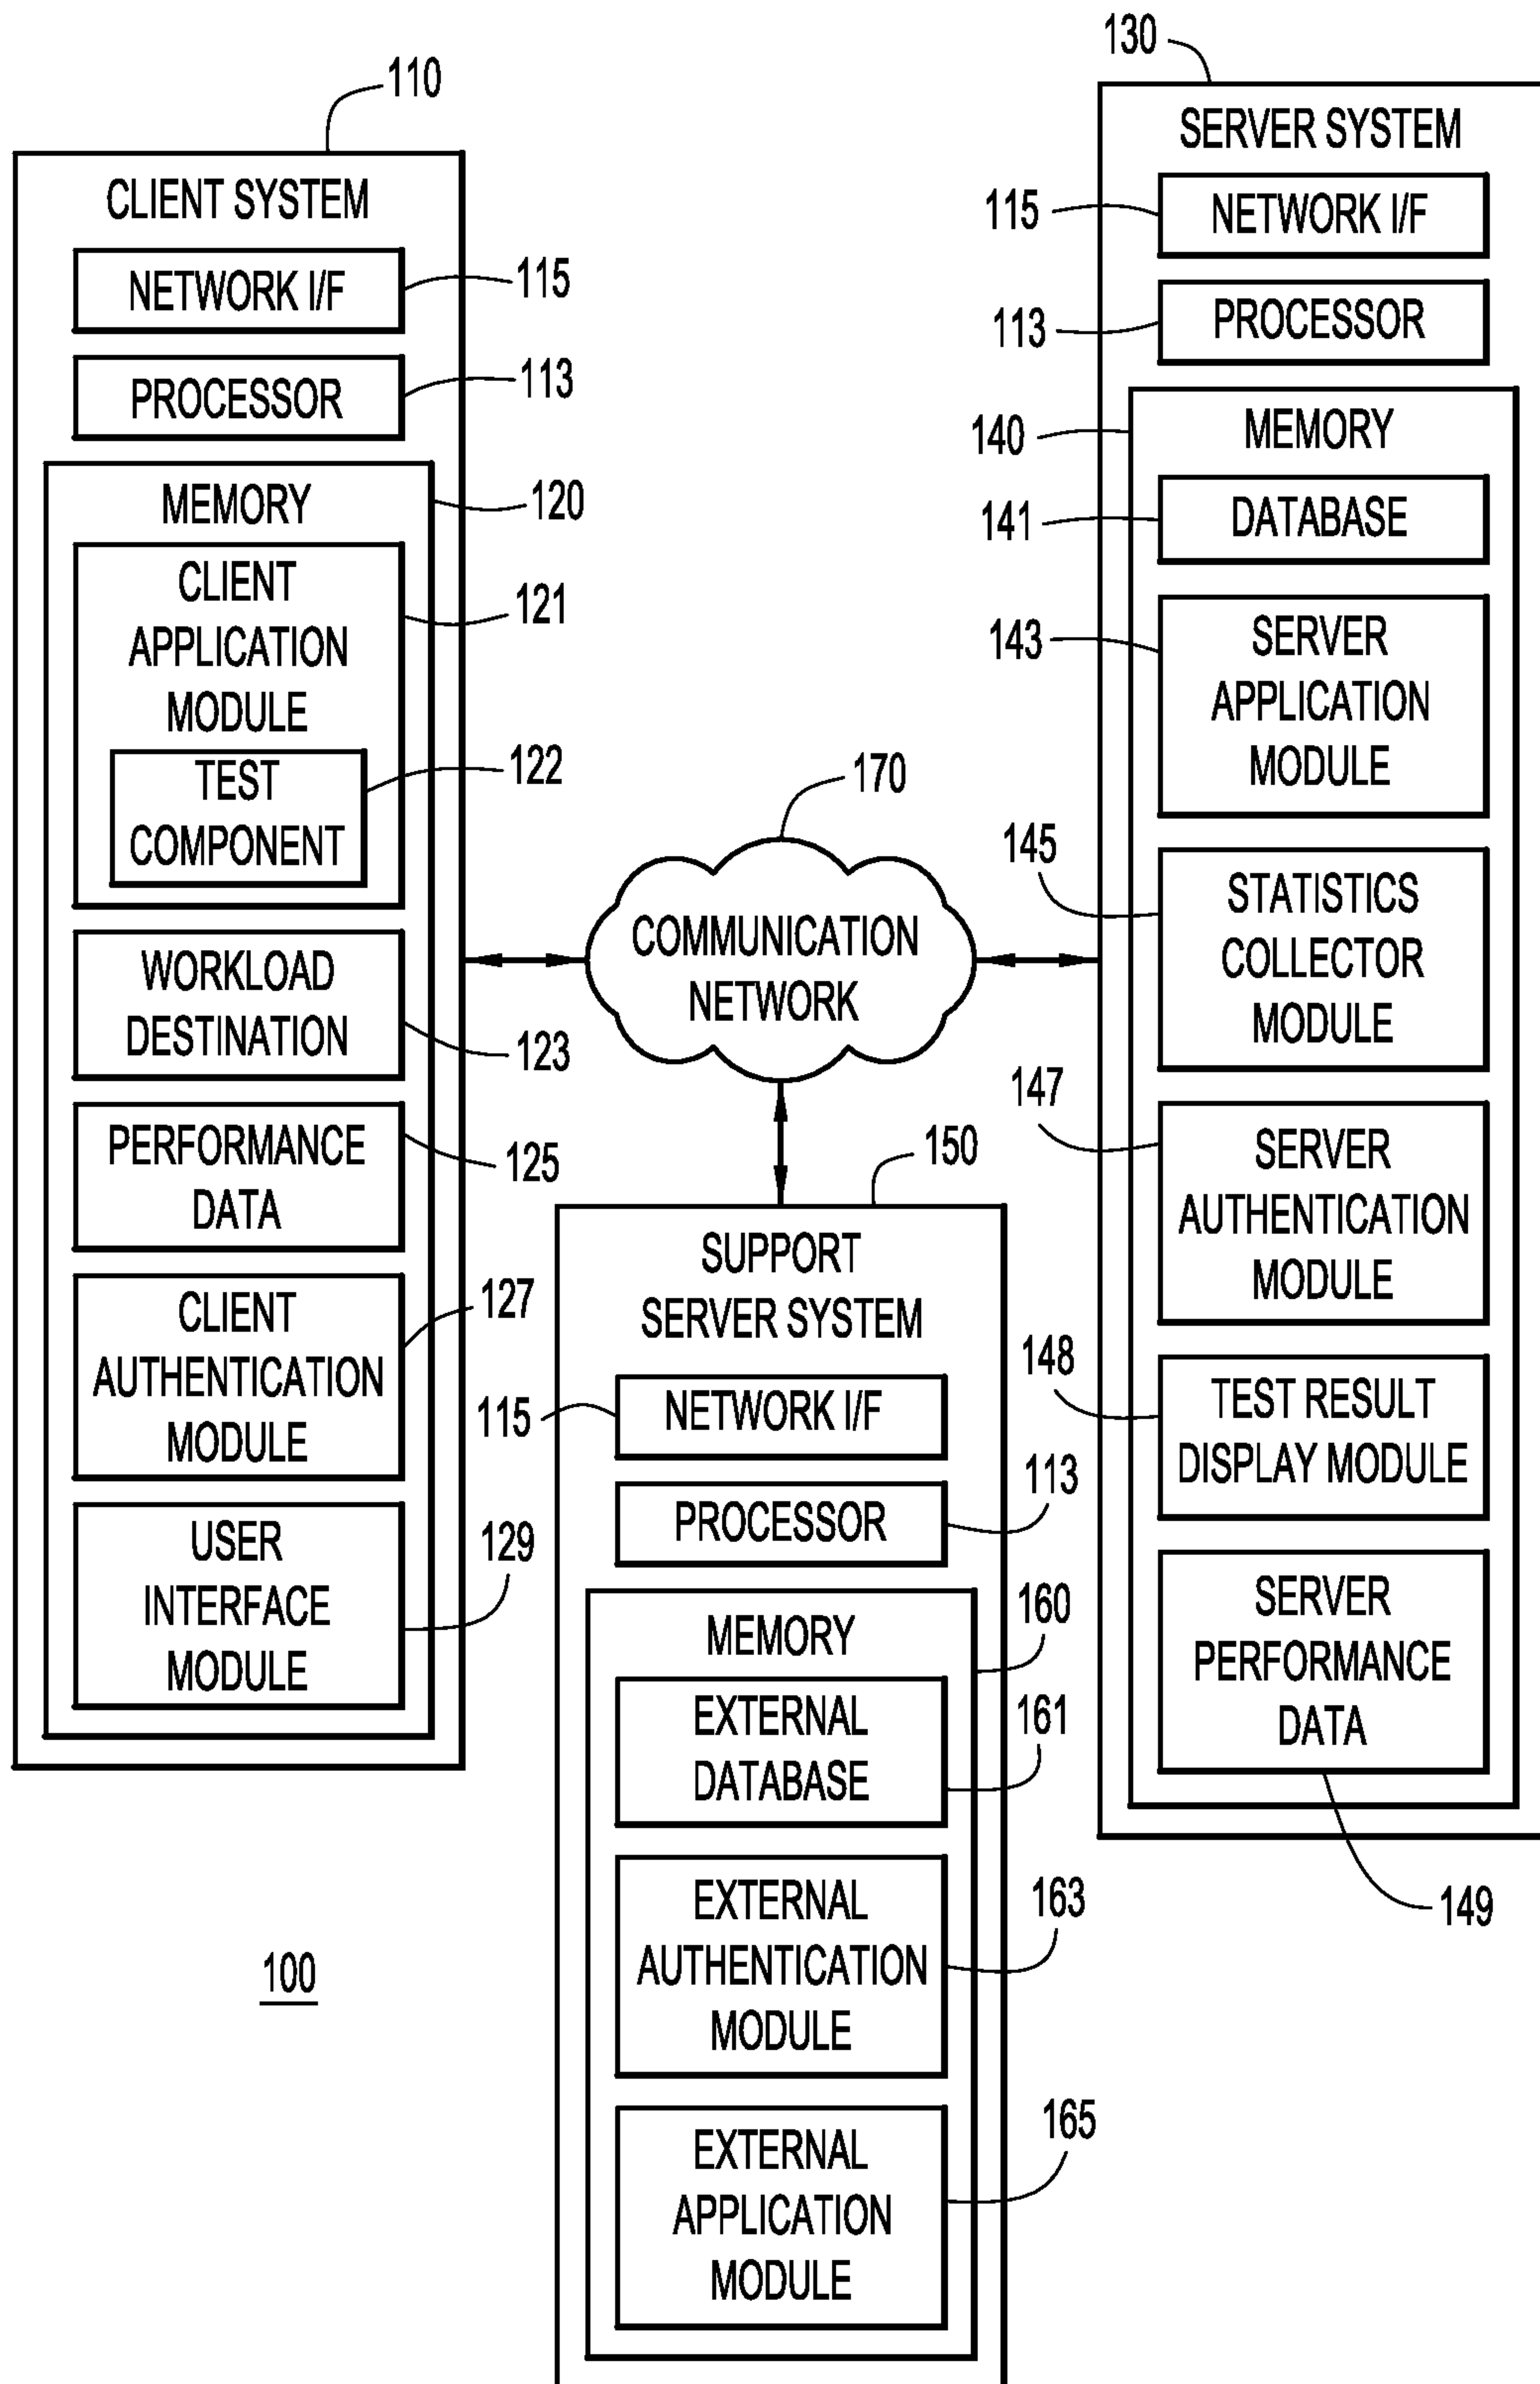 110
CLIENT SYSTEM
NETWORK I/F
115
PROCESSOR
113
MEMORY
120
CLIENT
APPLICATION
MODULE
121
TEST
COMPONENT
122
WORKLOAD
DESTINATION
123
PERFORMANCE
DATA
125
CLIENT
AUTHENTICATION
MODULE
127
USER
INTERFACE
MODULE
129
170
COMMUNICATION
NETWORK
130
SERVER SYSTEM
115
NETWORK I/F
113
PROCESSOR
140
MEMORY
141
DATABASE
143
SERVER
APPLICATION
MODULE
145
STATISTICS
COLLECTOR
MODULE
147
SERVER
AUTHENTICATION
MODULE
148
TEST RESULT
DISPLAY MODULE
SERVER
PERFORMANCE
DATA
149
150
SUPPORT
SERVER SYSTEM
115
NETWORK I/F
113
PROCESSOR
160
MEMORY
161
EXTERNAL
DATABASE
163
EXTERNAL
AUTHENTICATION
MODULE
165
EXTERNAL
APPLICATION
MODULE
100